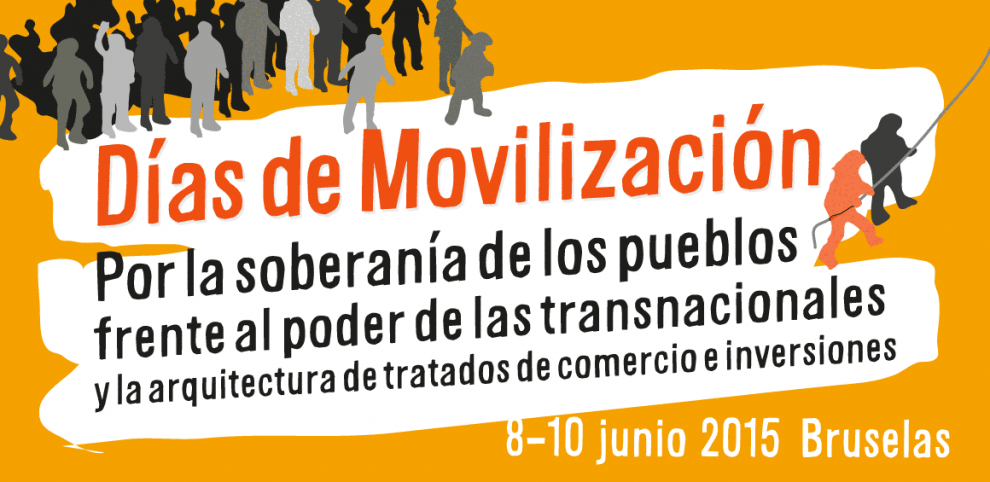 Días de Movilización
Por la soberanía de los pueblos
frente al poder de las transnacionales
y la arquitectura de tratados de comercio e inversiones
8–10 junio 2015 Bruselas